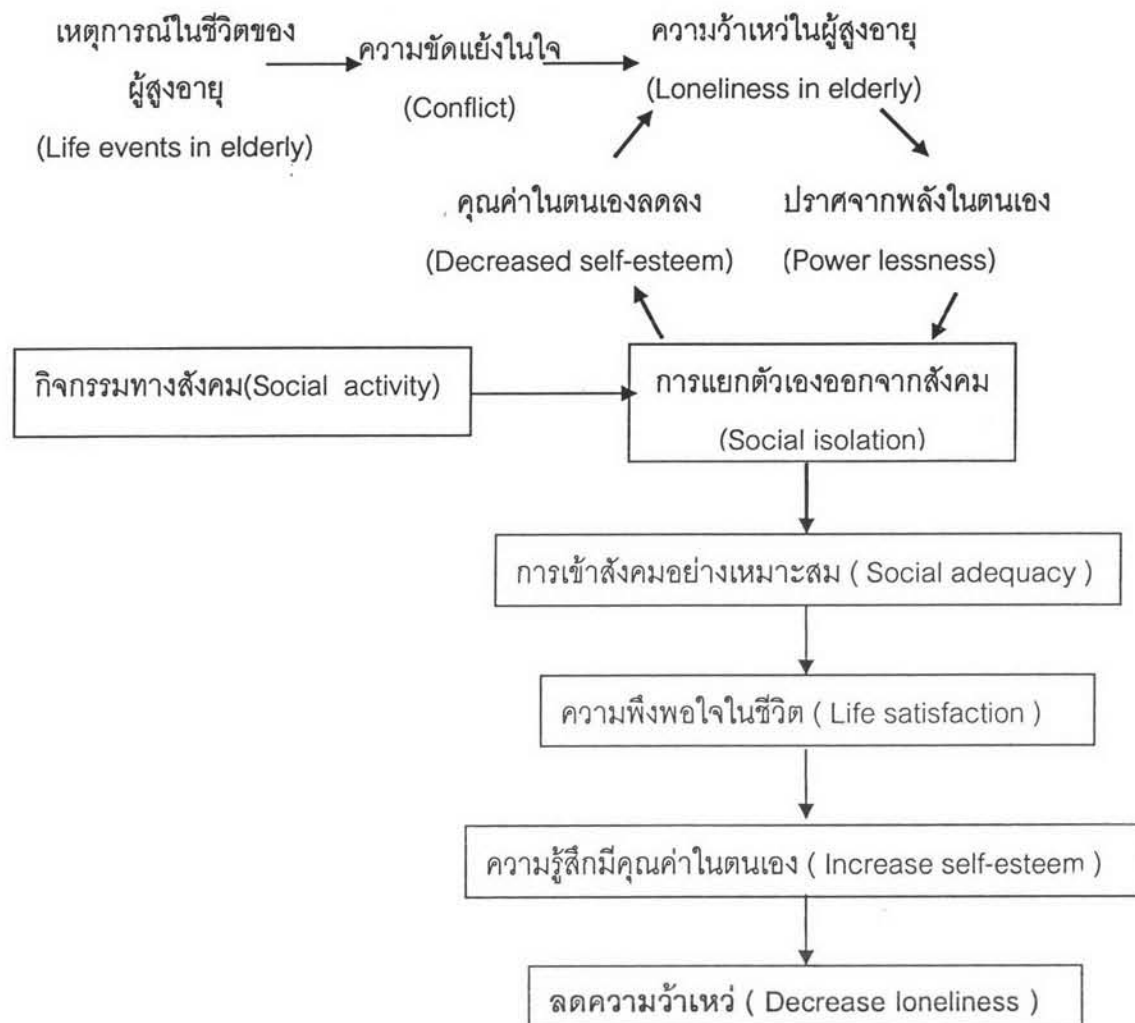 เหตุการณ์ในชีวิตของ
ผู้สูงอายุ
(Life events in elderly)
ความขัดแย้งในใจ
(Conflict)
ความว้าเหว่ในผู้สูงอายุ
(Loneliness in elderly)
คุณค่าในตนเองลดลง
(Decreased self-esteem)
ปราศจากพลังในตนเอง
(Power lessness)
กิจกรรมทางสังคม(Social activity)
การแยกตัวเองออกจากสังคม
(Social isolation)
การเข้าสังคมอย่างเหมาะสม ( Social adequacy )
ความพึงพอใจในชีวิต ( Life satisfaction )
ความรู้สึกมีคุณค่าในตนเอง ( Increase self-esteem )
ลดความว้าเหว่ ( Decrease loneliness )